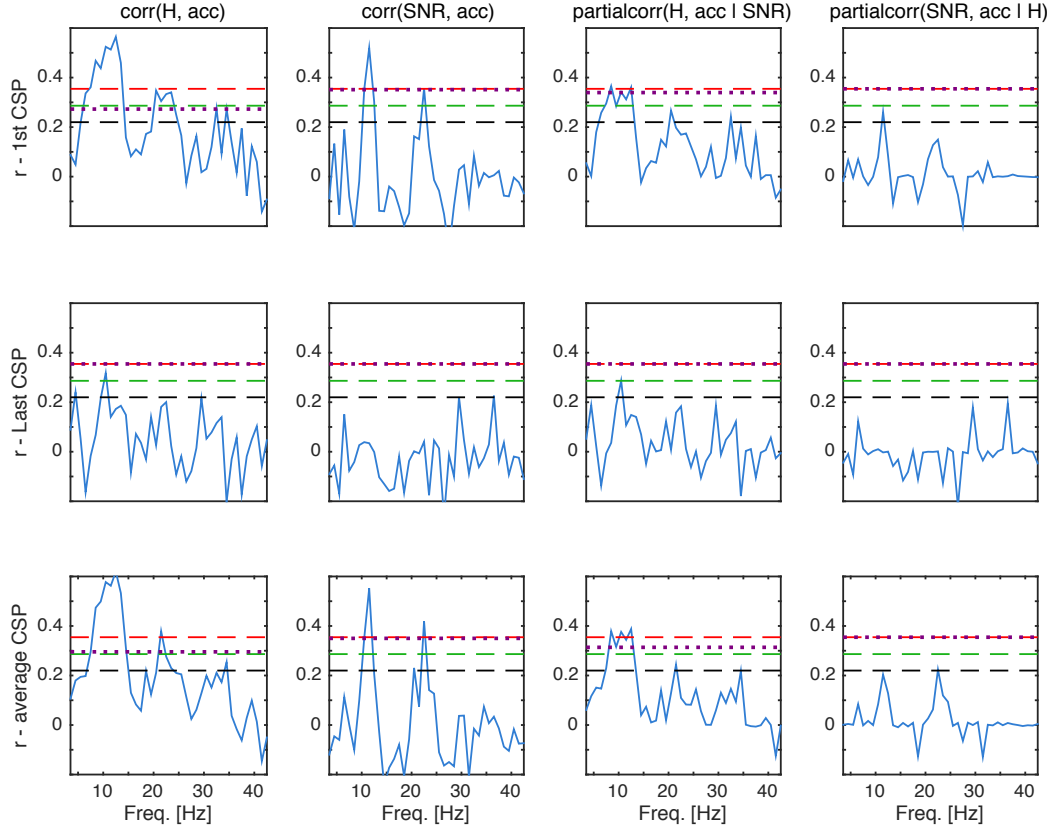 corr(H, acc) corr(SNR, acc) partialcorr(H, acc | SNR) partialcorr(SNR, acc | H)
r - 1st CSP
0.4 0.4 0.4 0.4
0.2 0.2 0.2 0.2
0 0 0 0
r - Last CSP
0.4 0.4 0.4 0.4
0.2 0.2 0.2 0.2
0 0 0 0
r - average CSP
0.4 0.4 0.4 0.4
0.2 0.2 0.2 0.2
0 0 0 0
10 20 30 40 10 20 30 40 10 20 30 40 10 20 30 40
Freq. [Hz] Freq. [Hz] Freq. [Hz] Freq. [Hz]